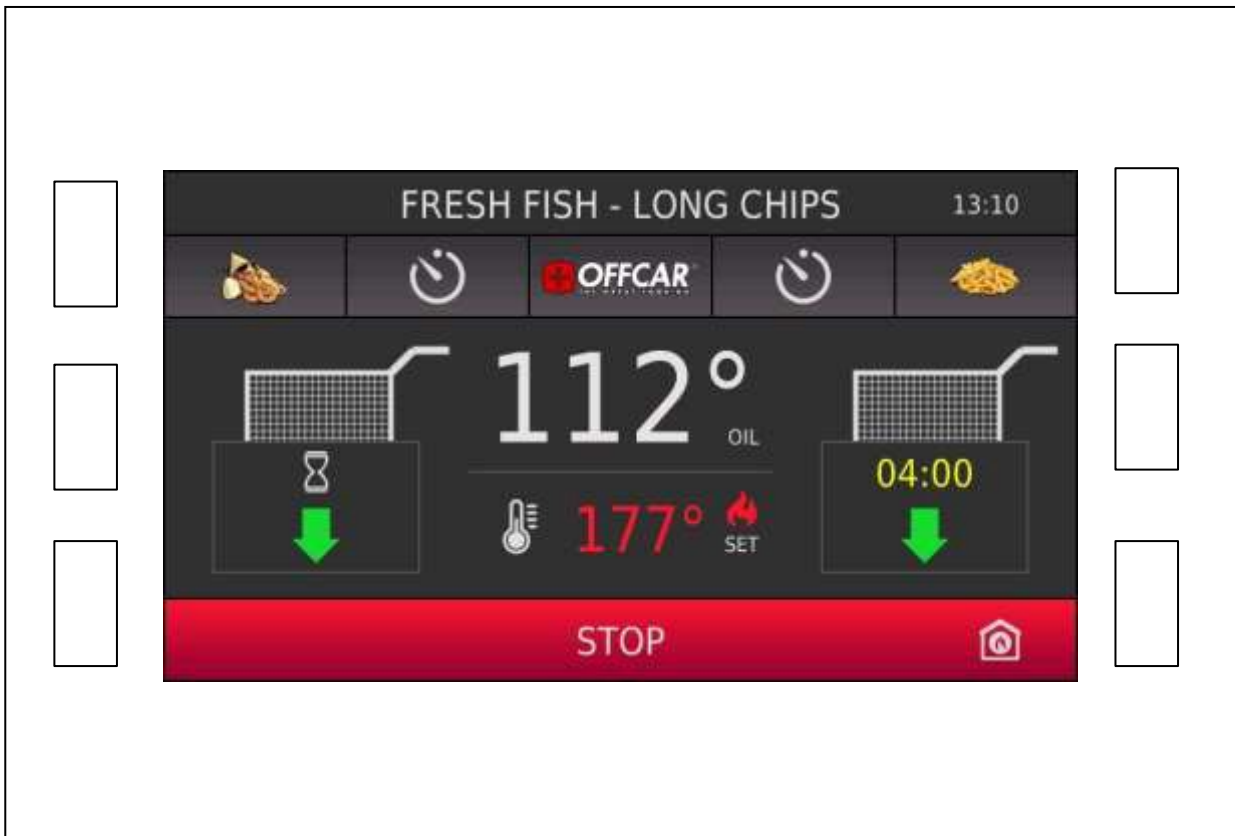 FRESH FISH - LONG CHIPS 13:10
OFFCAR
112°
OIL
04:00
177°
SET
STOP